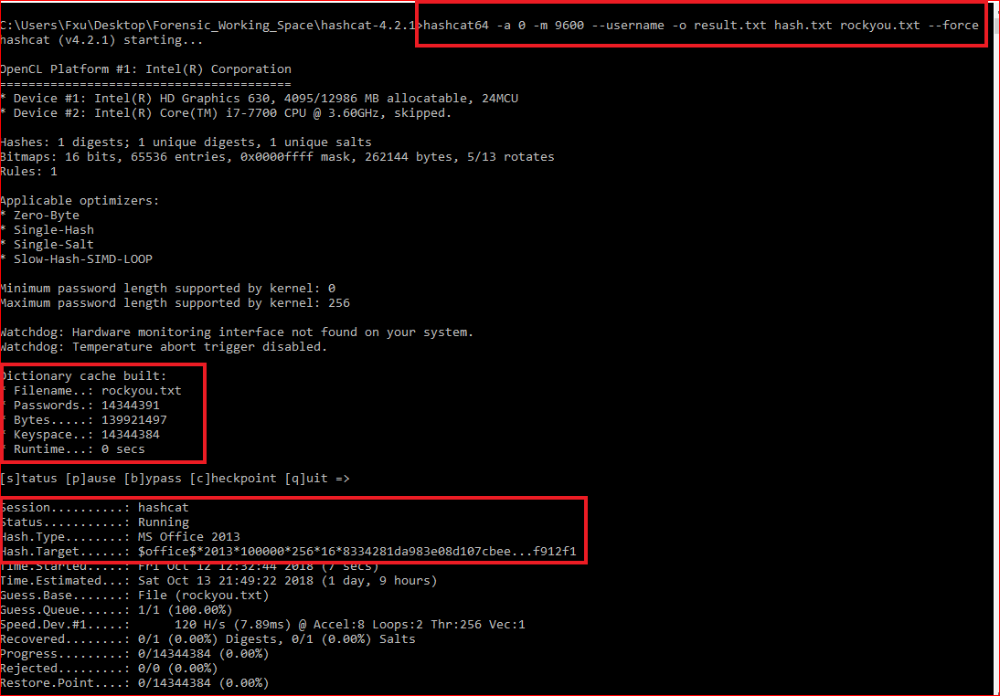 C:\Users\Fxu\Desktop\Forensic_Working_Space\hashcat-4.2.1>hashcat64 -a 0 -m 9600 --username -o result.txt hash.txt rockyou.txt --force
hashcat (v4.2.1) starting...
OpenCL Platform #1: Intel(R) Corporation
========================================
* Device #1: Intel(R) HD Graphics 630, 4095/12986 MB allocatable, 24MCU
* Device #2: Intel(R) Core(TM) i7-7700 CPU @ 3.60GHz, skipped.
Hashes: 1 digests; 1 unique digests, 1 unique salts
Bitmaps: 16 bits, 65536 entries, 0x0000ffff mask, 262144 bytes, 5/13 rotates
Rules: 1
Applicable optimizers:
* Zero-Byte
* Single-Hash
* Single-Salt
* Slow-Hash-SIMD-LOOP
Minimum password length supported by kernel: 0
Maximum password length supported by kernel: 256
Watchdog: Hardware monitoring interface not found on your system.
Watchdog: Temperature abort trigger disabled.
Dictionary cache built:
* Filename..: rockyou.txt
* Passwords.: 14344391
* Bytes.....: 139921497
* Keyspace..: 14344384
* Runtime...: 0 secs
[s]tatus [p]ause [b]ypass [c]heckpoint [q]uit =>
Session..........: hashcat
Status...........: Running
Hash.Type........: MS Office 2013
Hash.Target......: $office$*2013*100000*256*16*8334281da983e08d107cbee...f912f1
Time.Started.....: Fri Oct 12 12:32:44 2018 (7 secs)
Time.Estimated...: Sat Oct 13 21:49:22 2018 (1 day, 9 hours)
Guess.Base.......: File (rockyou.txt)
Guess.Queue......: 1/1 (100.00%)
Speed.Dev.#1.....:      120 H/s (7.89ms) @ Accel:8 Loops:2 Thr:256 Vec:1
Recovered........: 0/1 (0.00%) Digests, 0/1 (0.00%) Salts
Progress.........: 0/14344384 (0.00%)
Rejected.........: 0/0 (0.00%)
Restore.Point....: 0/14344384 (0.00%)